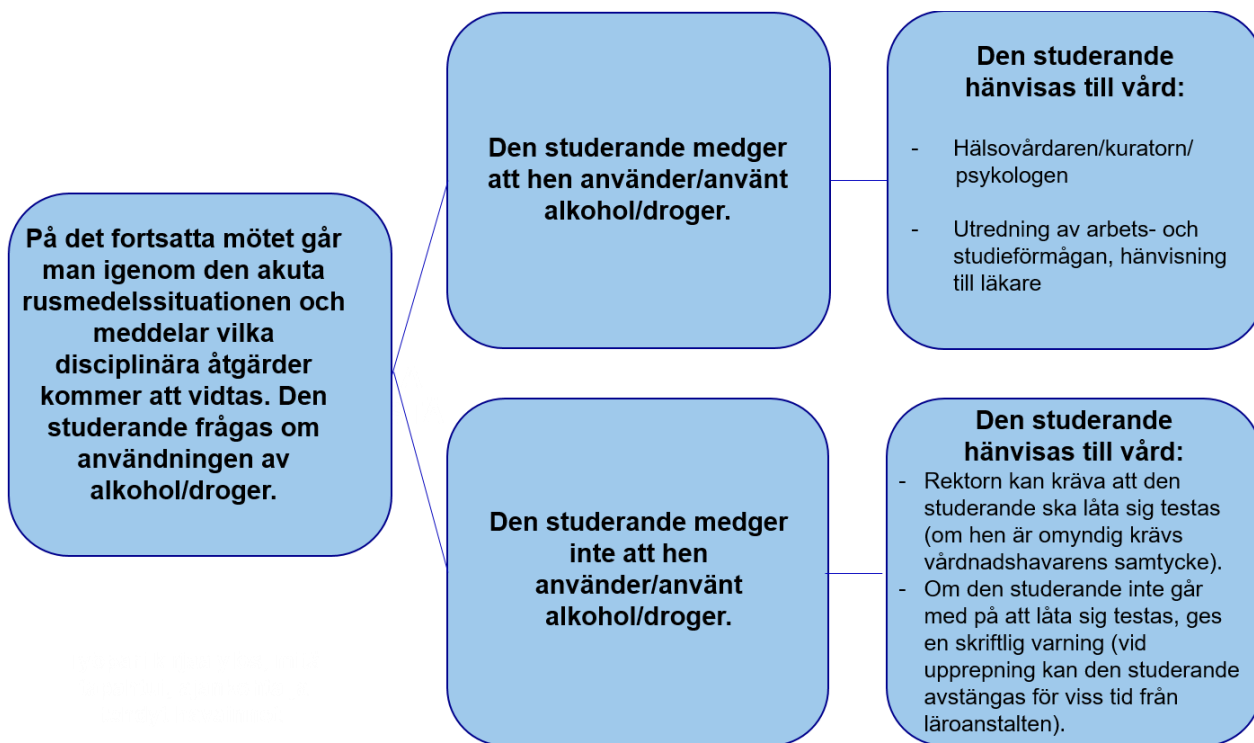 På det fortsatta mötet går
man igenom den akuta
rusmedelssituationen och
meddelar vilka
disciplinära åtgärder
kommer att vidtas. Den
studerande frågas om
användningen av
alkohol/droger.
Den studerande medger
att hen använder/använt
alkohol/droger.
Den studerande
hänvisas till vård:
- Hälsovårdaren/kuratorn/
psykologen
- Utredning av arbets- och
studieförmågan, hänvisning
till läkare
Den studerande medger
inte att hen
använder/använt
alkohol/droger.
Den studerande
hänvisas till vård:
- Rektorn kan kräva att den
studerande ska låta sig testas
(om hen är omyndig krävs
vårdnadshavarens samtycke).
- Om den studerande inte går
med på att låta sig testas, ges
en skriftlig varning (vid
upprepning kan den studerande
avstängas för viss tid från
läroanstalten).